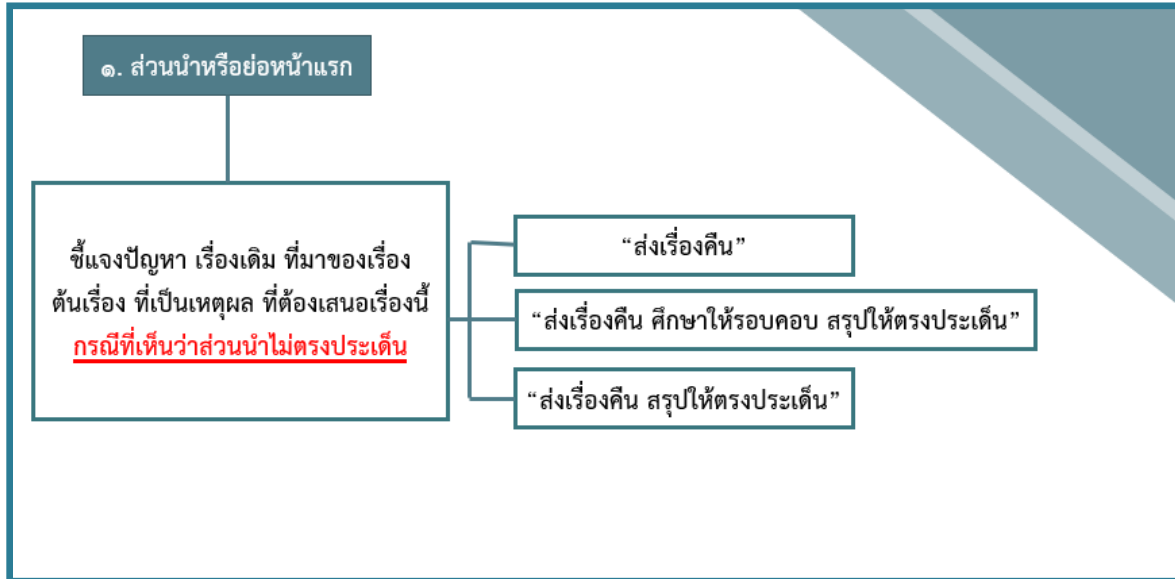 ๑. ส่วนนำหรือย่อหน้าแรก
ชี้แจงปัญหา เรื่องเดิม ที่มาของเรื่อง
ต้นเรื่อง ที่เป็นเหตุผล ที่ต้องเสนอเรื่องนี้
กรณีที่เห็นว่าส่วนนำไม่ตรงประเด็น
“ส่งเรื่องคืน”
“ส่งเรื่องคืน ศึกษาให้รอบคอบ สรุปให้ตรงประเด็น”
“ส่งเรื่องคืน สรุปให้ตรงประเด็น”